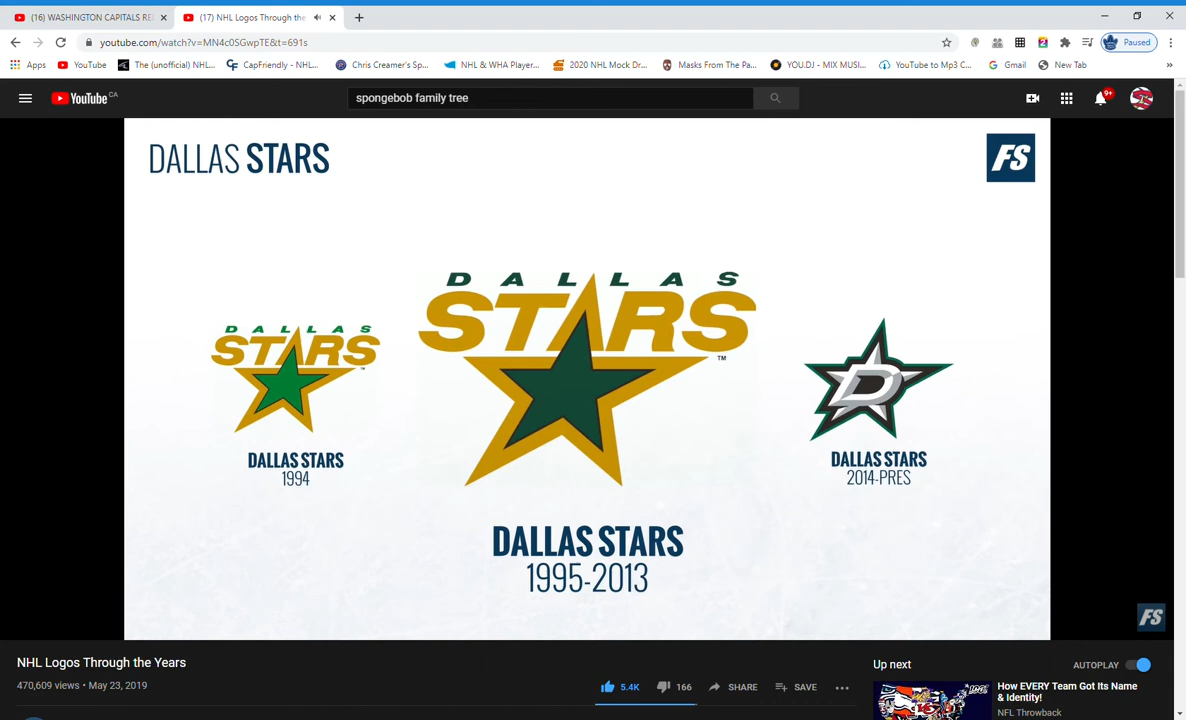 (16) WASHINGTON CAPITALS RE
(17) NHL Logos Through the
youtube.com/watch?v=MN4c0SGwpTE&t=691s
Paused
Apps
YouTube
The (unofficial) NHL...
CapFriendly - NHL...
Chris Creamer's Sp...
NHL & WHA Player...
2020 NHL Mock Dr...
Masks From The Pa...
YOU.DJ - MIX MUSI...
YouTube to Mp3 C...
Gmail
New Tab
»
YouTube CA
spongebob family tree
9+
DALLAS STARS
FS
DALLAS
STARS
™
DALLAS STARS
1994
DALLAS
STARS
TM
DALLAS STARS
1995-2013
D
DALLAS STARS
2014-PRES
FS
NHL Logos Through the Years
470,609 views • May 23, 2019
5.4K
166
SHARE
SAVE
Up next
AUTOPLAY
How EVERY Team Got Its Name
& Identity!
NFL Throwback